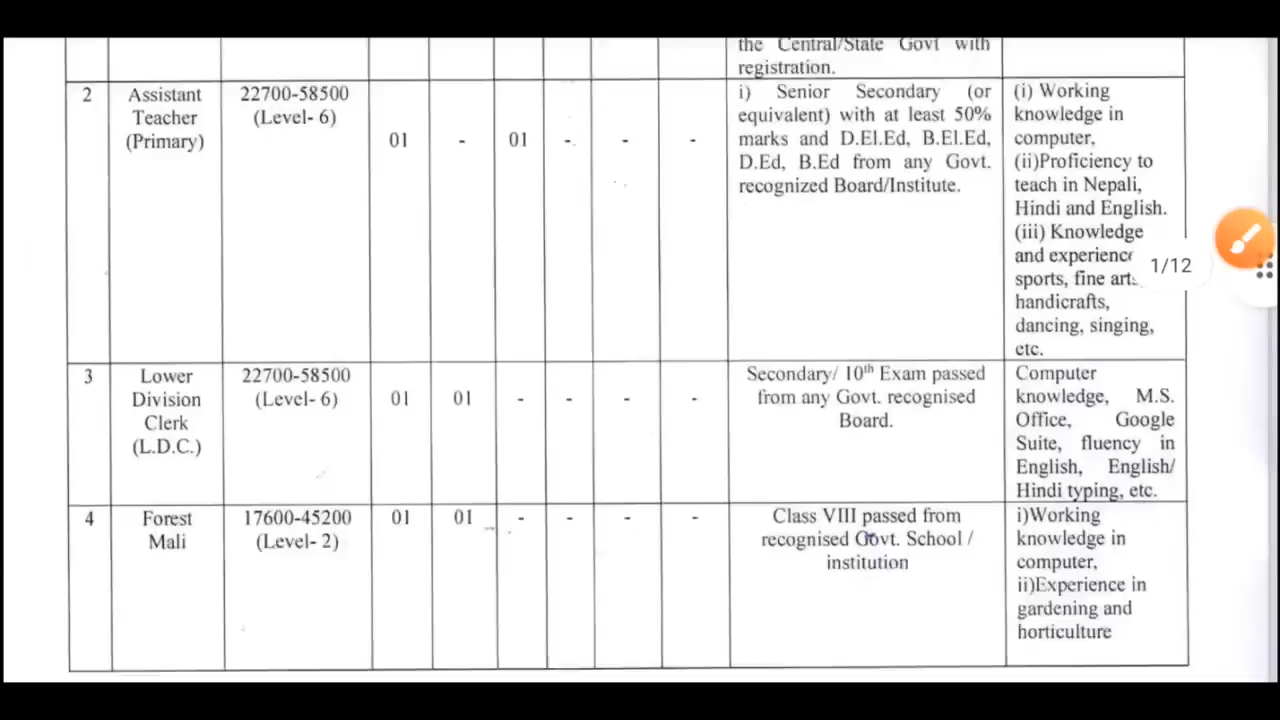 the Central/State Govt with
registration.
2
Assistant
Teacher
(Primary)
22700-58500
(Level- 6)
01
-
01
-
-
-
i) Senior Secondary (or
equivalent) with at least 50%
marks and D.El.Ed, B.El.Ed,
D.Ed, B.Ed from any Govt.
recognized Board/Institute.
(i) Working
knowledge in
computer,
(ii)Proficiency to
teach in Nepali,
Hindi and English.
(iii) Knowledge
and experience
sports, fine arts
handicrafts,
dancing, singing,
etc.
1/12
3
Lower
Division
Clerk
(L.D.C.)
22700-58500
(Level- 6)
01
01
-
-
-
-
Secondary/ 10th Exam passed
from any Govt. recognised
Board.
Computer
knowledge, M.S.
Office, Google
Suite, fluency in
English, English/
Hindi typing, etc.
4
Forest
Mali
17600-45200
(Level- 2)
01
01
-
-
-
-
Class VIII passed from
recognised Govt. School /
institution
i)Working
knowledge in
computer,
ii)Experience in
gardening and
horticulture